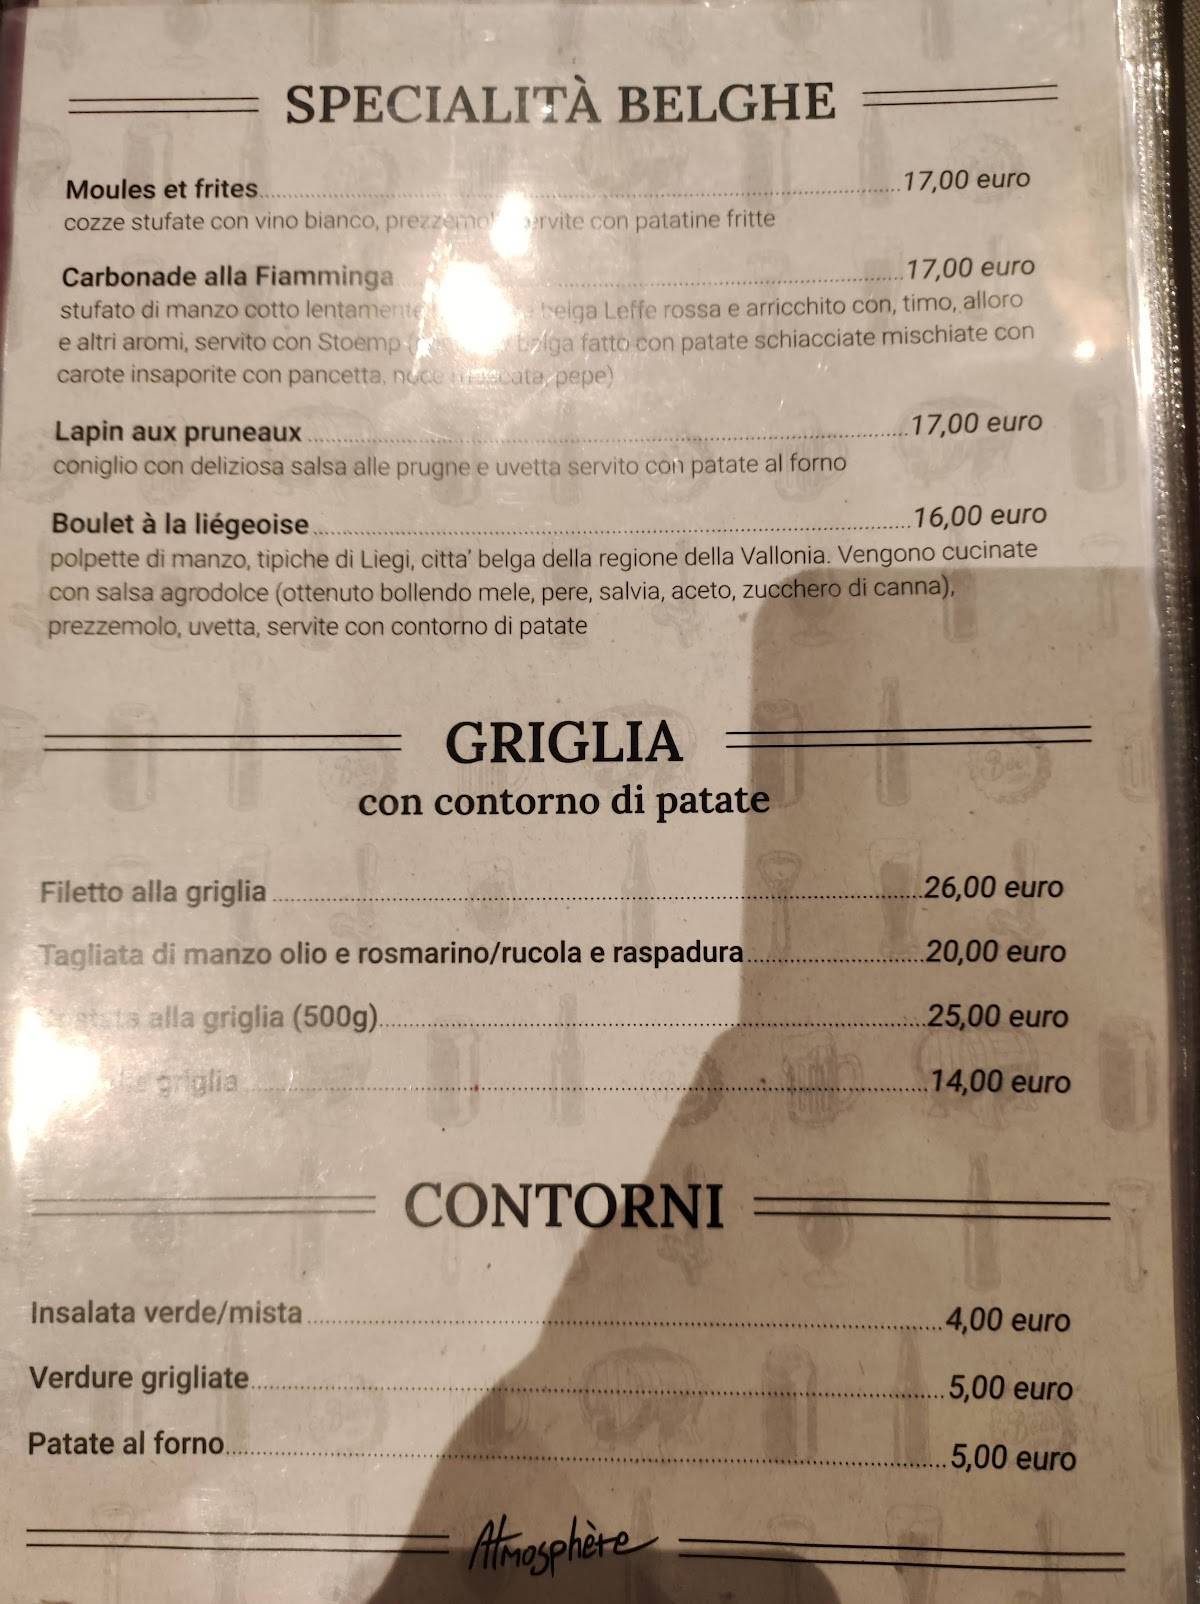 SPECIALITÀ BELGHE
Moules et frites 17,00 euro
cozze stufate con vino bianco, servite con patatine fritte
Carbonade alla Fiamminga 17,00 euro
stufato di manzo cotto lentamente belga Leffe rossa e arricchito con, timo, alloro
e altri aromi, servito con Stoemp belga fatto con patate schiacciate mischiate con
carote insaporite con pancetta, noce moscata, pepe)
Lapin aux pruneaux 17,00 euro
coniglio con deliziosa salsa alle prugne e uvetta servito con patate al forno
Boulet à la liégeoise 16,00 euro
polpette di manzo, tipiche di Liegi, citta' belga della regione della Vallonia. Vengono cucinate
con salsa agrodolce (ottenuto bollendo mele, pere, salvia, aceto, zucchero di canna),
prezzemolo, uvetta, servite con contorno di patate
GRIGLIA
con contorno di patate
Filetto alla griglia 26,00 euro
Tagliata di manzo olio e rosmarino/rucola e raspadura 20,00 euro
alla griglia (500g) 25,00 euro
griglia 14,00 euro
CONTORNI
Insalata verde/mista 4,00 euro
Verdure grigliate 5,00 euro
Patate al forno 5,00 euro
Atmosphère